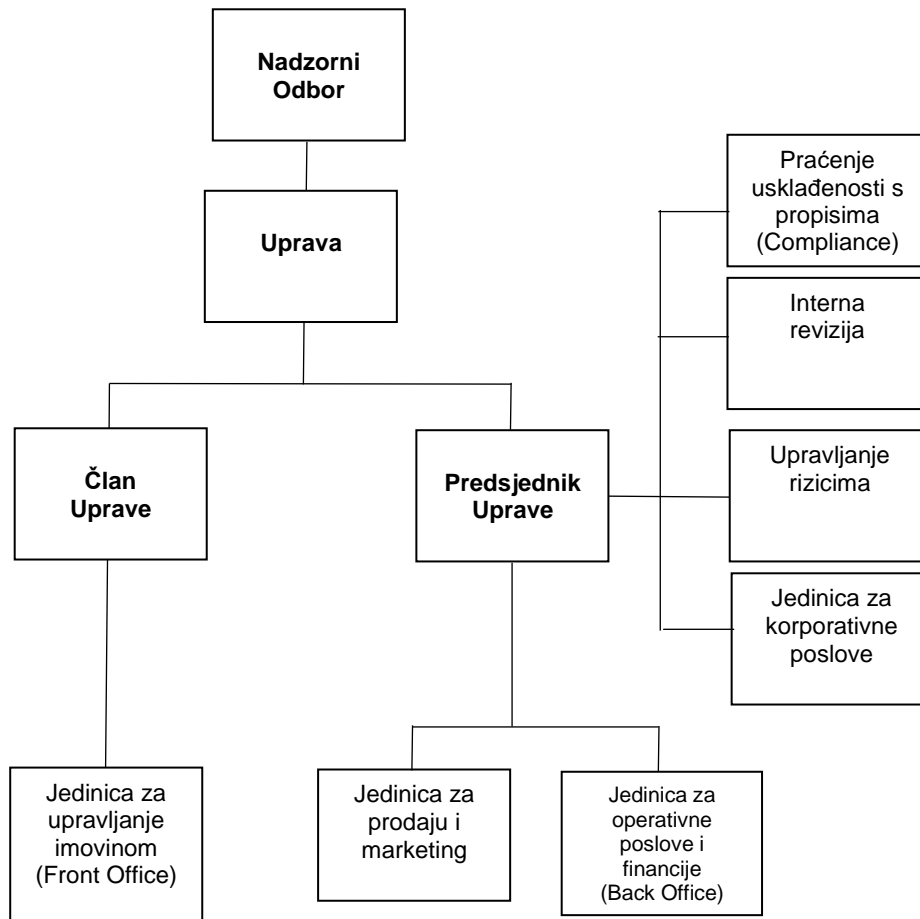 Nadzorni
Odbor
Uprava
Praćenje
usklađenosti s
propisima
(Compliance)
Interna
revizija
Član
Uprave
Predsjednik
Uprave
Upravljanje
rizicima
Jedinica za
korporativne
poslove
Jedinica za
upravljanje
imovinom
(Front Office)
Jedinica za
prodaju i
marketing
Jedinica za
operativne
poslove i
financije
(Back Office)